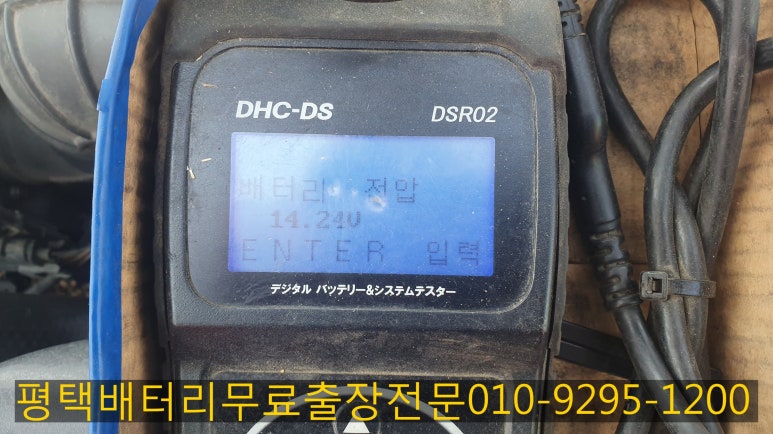 DHC-DS DSR02
배터리 전압
14.24V
ENTER 입력
デジタル バッテリー&システムテスター
평택배터리무료출장전문010-9295-1200